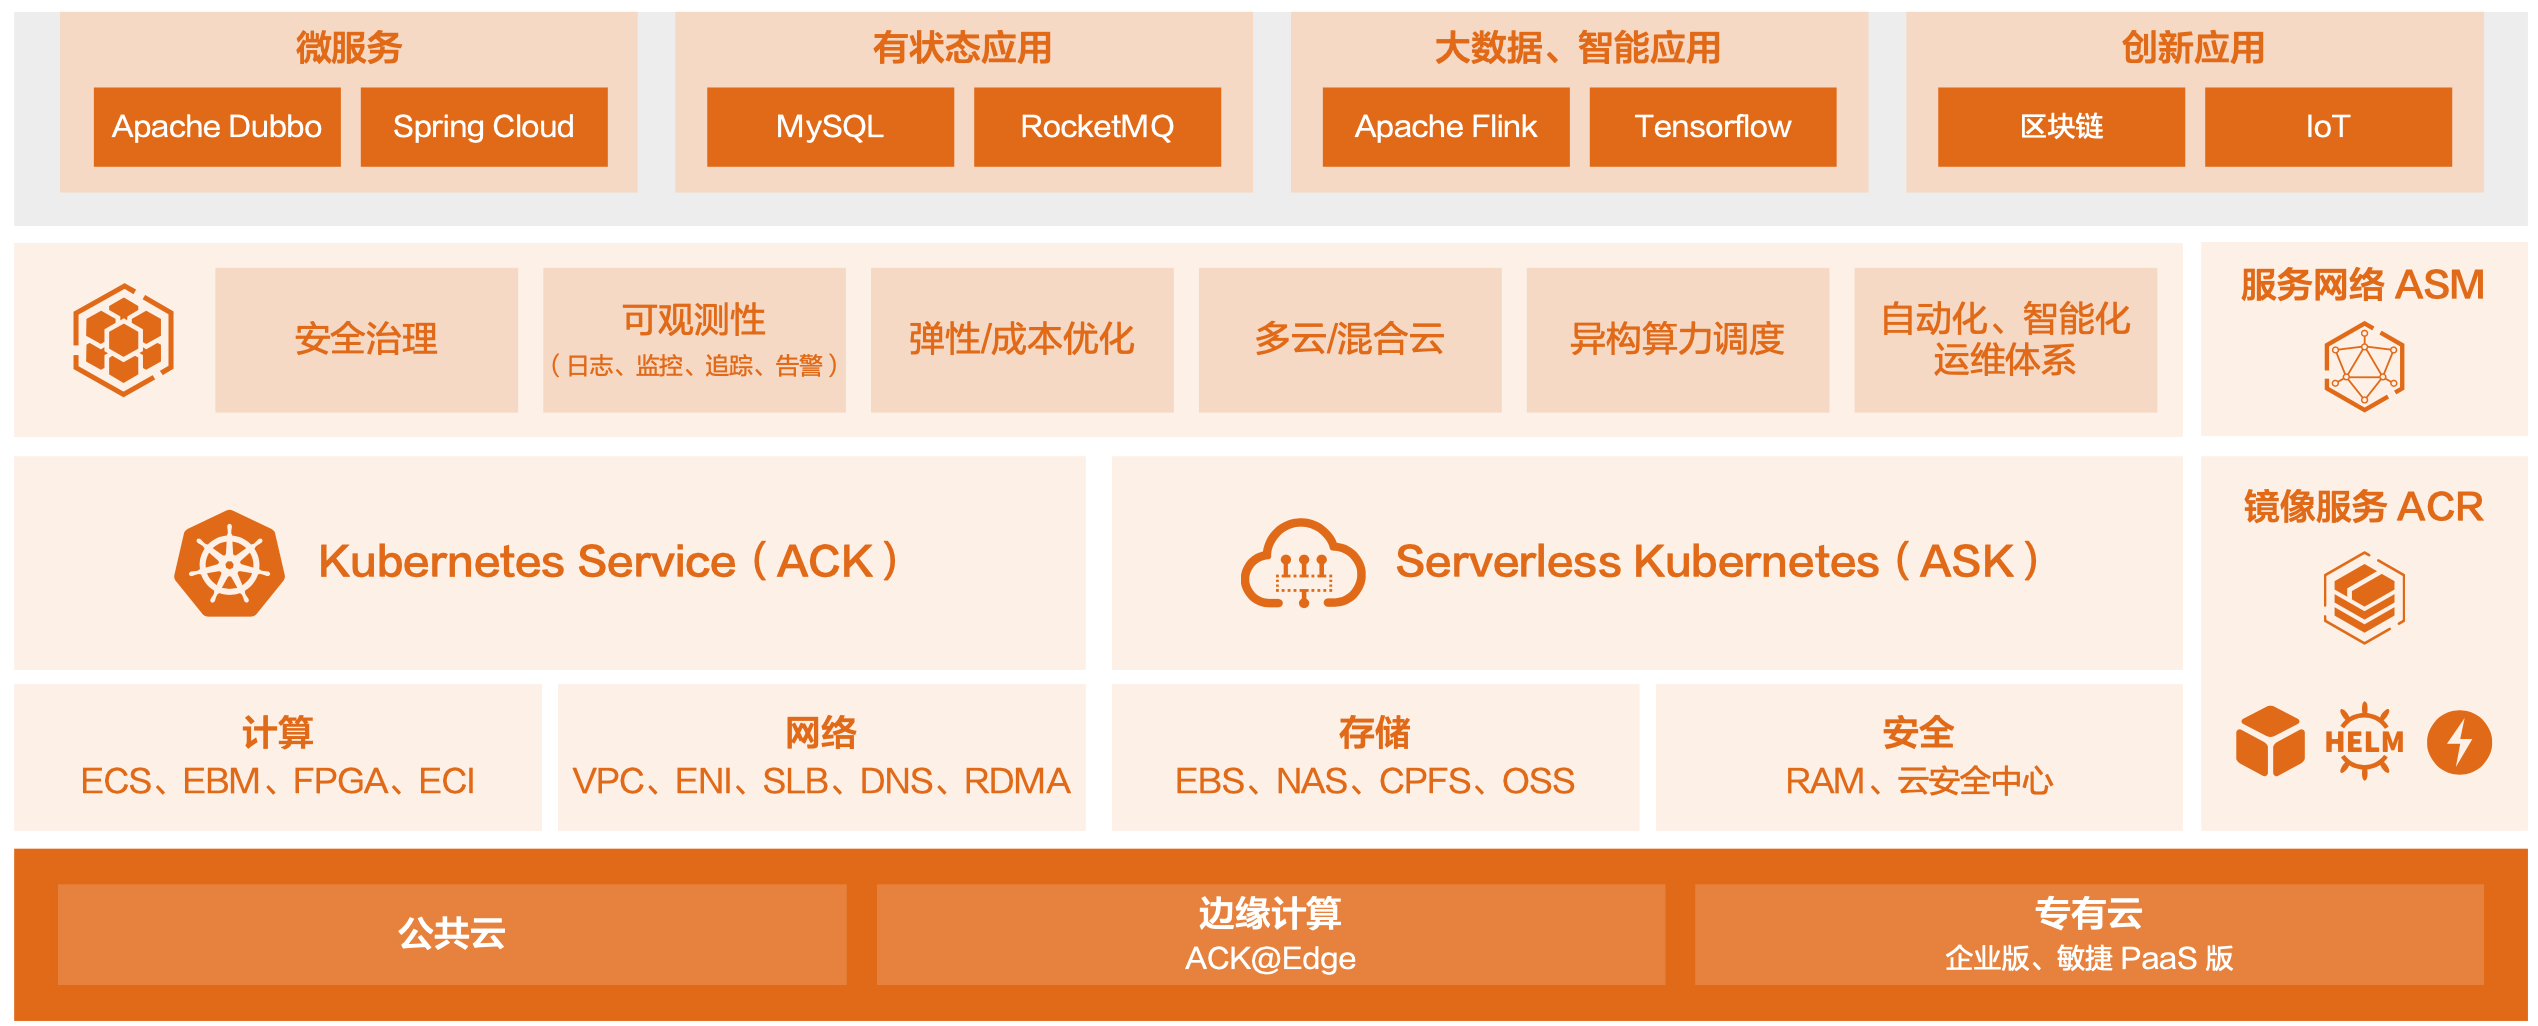 微服务
Apache Dubbo
Spring Cloud
有状态应用
MySQL
RocketMQ
大数据、智能应用
Apache Flink
Tensorflow
创新应用
区块链
IoT
安全治理
可观测性
（日志、监控、追踪、告警）
弹性/成本优化
多云/混合云
异构算力调度
自动化、智能化
运维体系
服务网络 ASM
Kubernetes Service（ACK）
Serverless Kubernetes（ASK）
镜像服务 ACR
HELM
计算
ECS、EBM、FPGA、ECI
网络
VPC、ENI、SLB、DNS、RDMA
存储
EBS、NAS、CPFS、OSS
安全
RAM、云安全中心
公共云
边缘计算
ACK@Edge
专有云
企业版、敏捷 PaaS 版